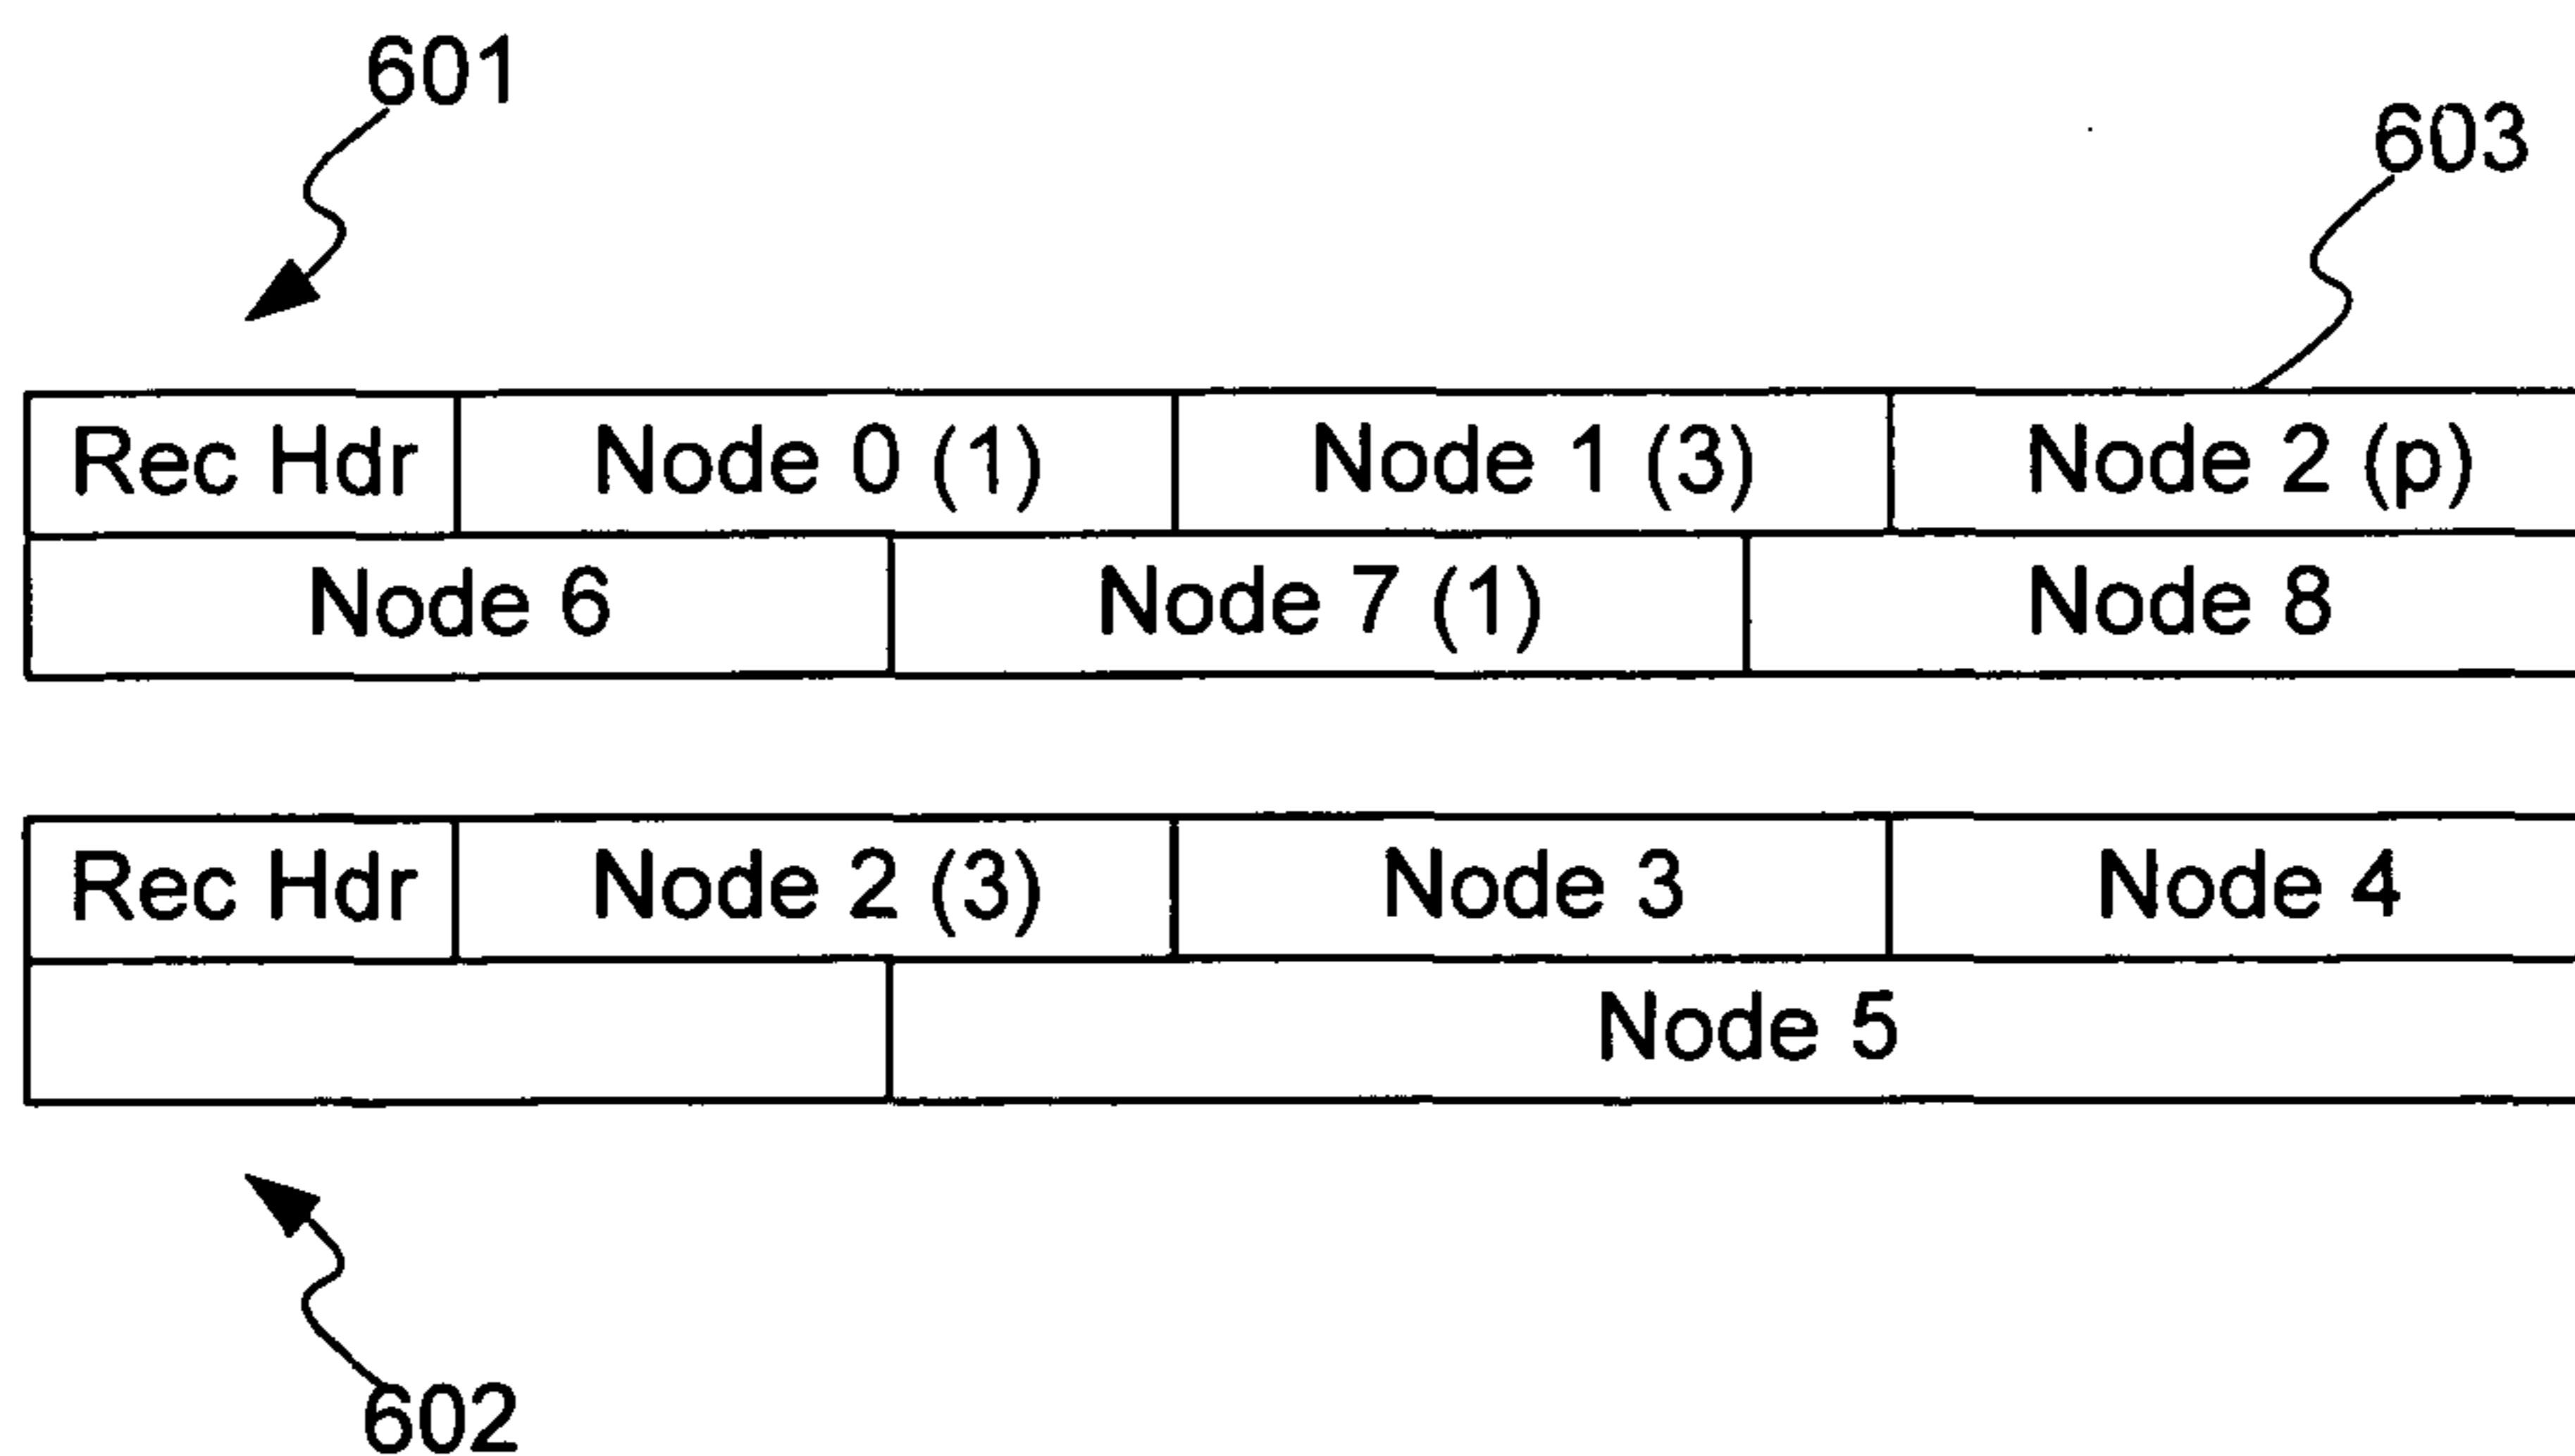 601
603
Rec Hdr Node 0 (1) Node 1 (3) Node 2 (p)
Node 6 Node 7 (1) Node 8
Rec Hdr Node 2 (3) Node 3 Node 4
Node 5
602